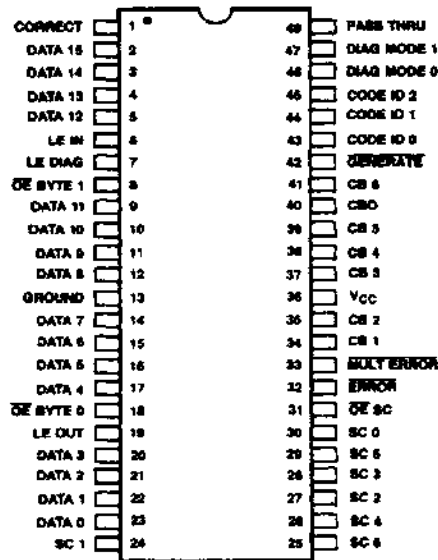 CORRECT 1 48 PASS THRU
DATA 15 2 47 DIAG MODE 1
DATA 14 3 46 DIAG MODE 0
DATA 13 4 45 CODE ID 2
DATA 12 5 44 CODE ID 1
LE IN 6 43 CODE ID 0
LE DIAG 7 42 GENERATE
OE BYTE 1 8 41 CB 6
DATA 11 9 40 CBO
DATA 10 10 39 CB 5
DATA 9 11 38 CB 4
DATA 8 12 37 CB 3
GROUND 13 36 VCC
DATA 7 14 35 CB 2
DATA 6 15 34 CB 1
DATA 5 16 33 MULT ERROR
DATA 4 17 32 ERROR
OE BYTE 0 18 31 OE SC
LE OUT 19 30 SC 0
DATA 3 20 29 SC 5
DATA 2 21 28 SC 3
DATA 1 22 27 SC 2
DATA 0 23 26 SC 4
SC 1 24 25 SC 6